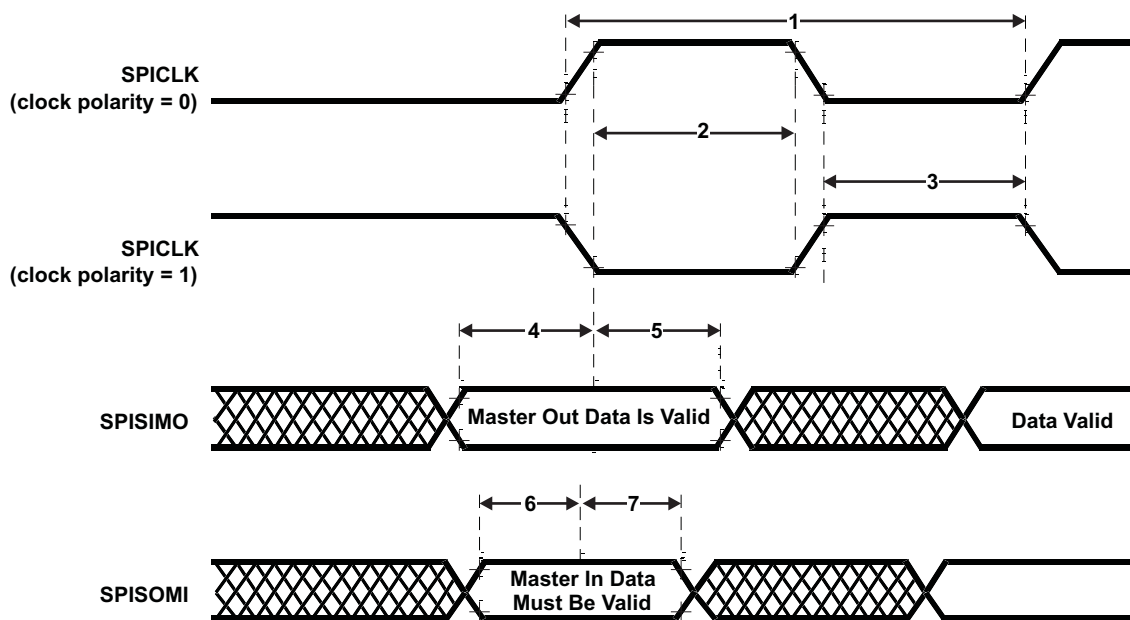 1
SPICLK
(clock polarity = 0)
2
3
SPICLK
(clock polarity = 1)
4
5
SPISIMO
Master Out Data Is Valid
Data Valid
6
7
SPISOMI
Master In Data
Must Be Valid